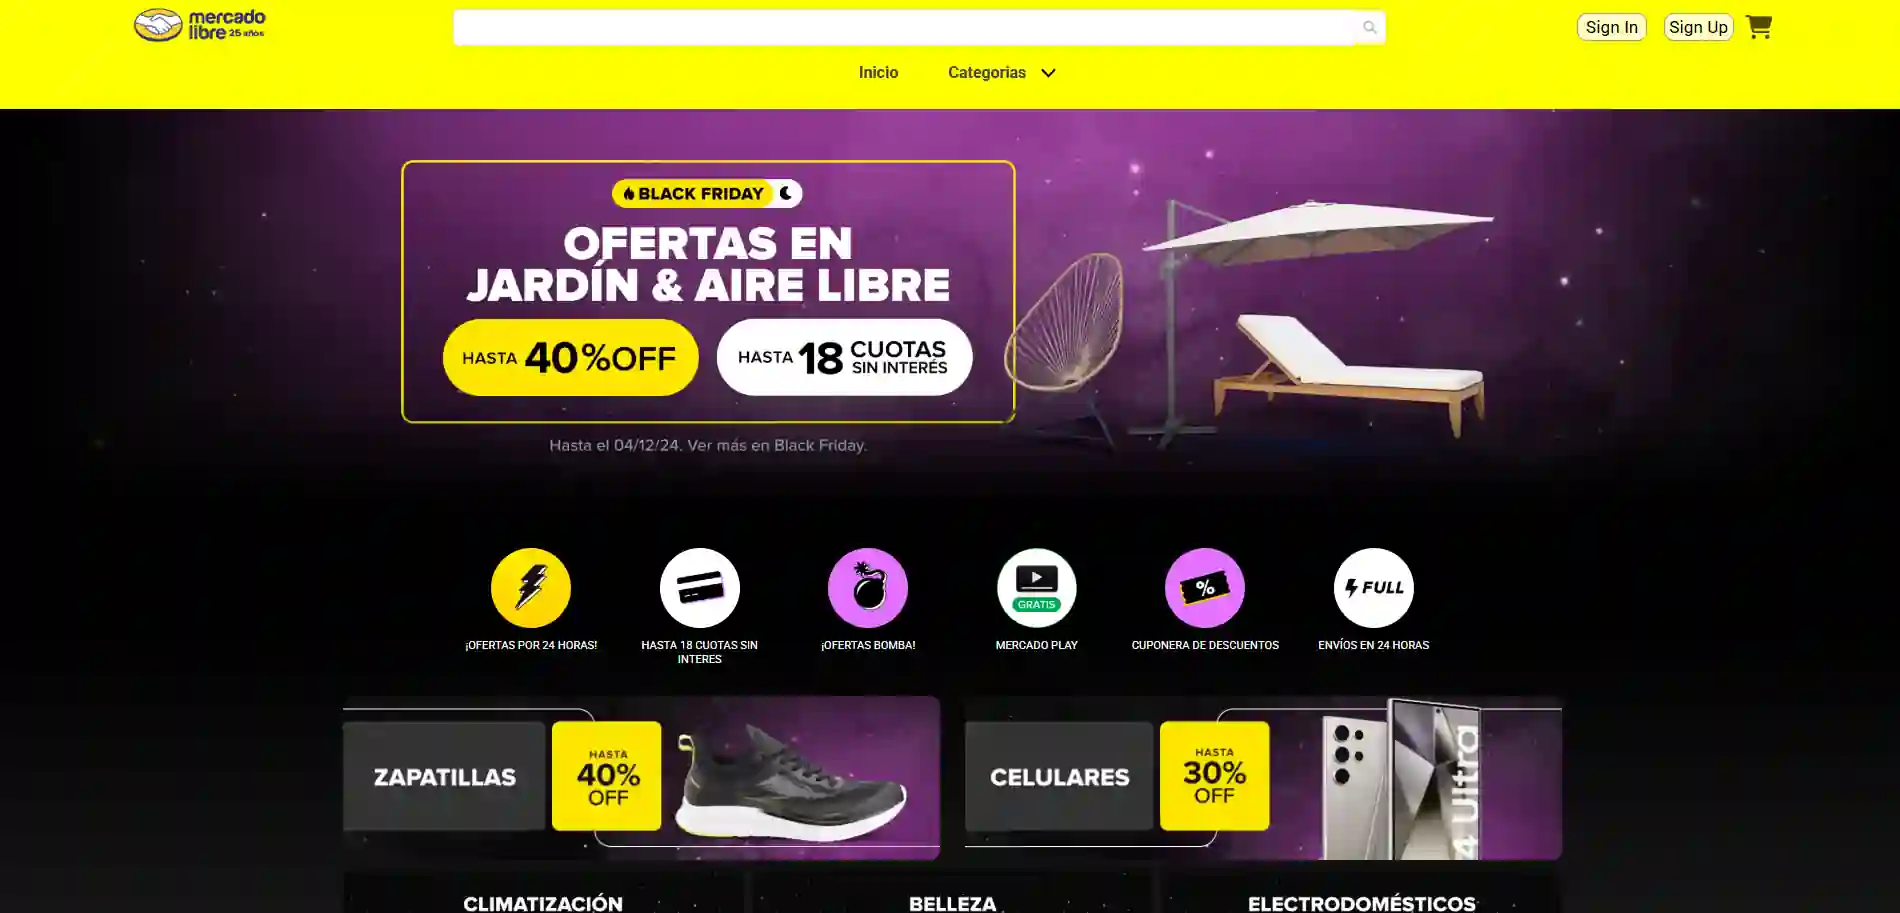 mercado
libre 25 años
Sign In
Sign Up
Inicio
Categorias
BLACK FRIDAY
OFERTAS EN
JARDÍN & AIRE LIBRE
HASTA 40%OFF
HASTA 18 CUOTAS
SIN INTERÉS
Hasta el 04/12/24. Ver más en Black Friday.
GRATIS
FULL
¡OFERTAS POR 24 HORAS!
HASTA 18 CUOTAS SIN
INTERES
¡OFERTAS BOMBA!
MERCADO PLAY
CUPONERA DE DESCUENTOS
ENVÍOS EN 24 HORAS
ZAPATILLAS
HASTA
40%
OFF
CELULARES
HASTA
30%
OFF
4 Ultra
CLIMATIZACIÓN
BELLEZA
ELECTRODOMÉSTICOS